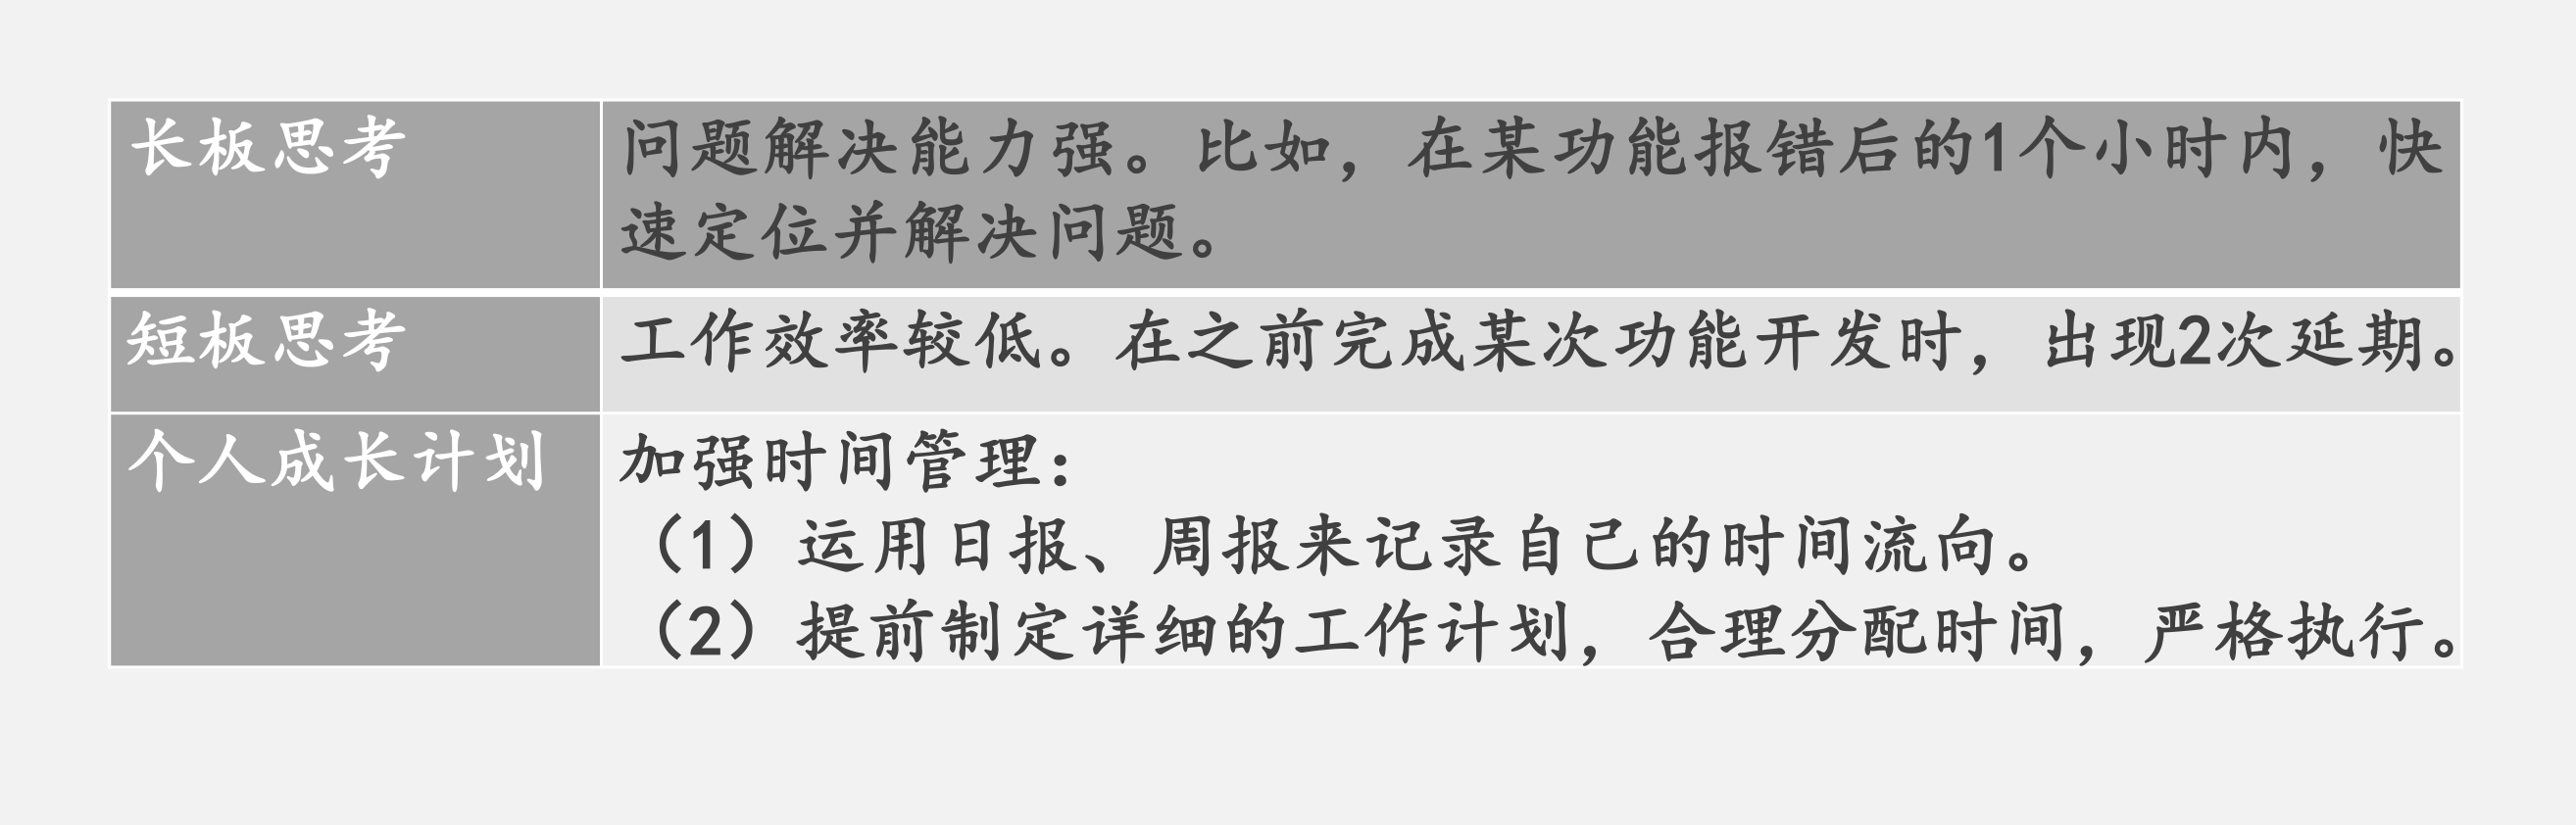 长板思考
问题解决能力强。比如，在某功能报错后的1个小时内，快
速定位并解决问题。
短板思考
工作效率较低。在之前完成某次功能开发时，出现2次延期。
个人成长计划
加强时间管理：
（1）运用日报、周报来记录自己的时间流向。
（2）提前制定详细的工作计划，合理分配时间，严格执行。